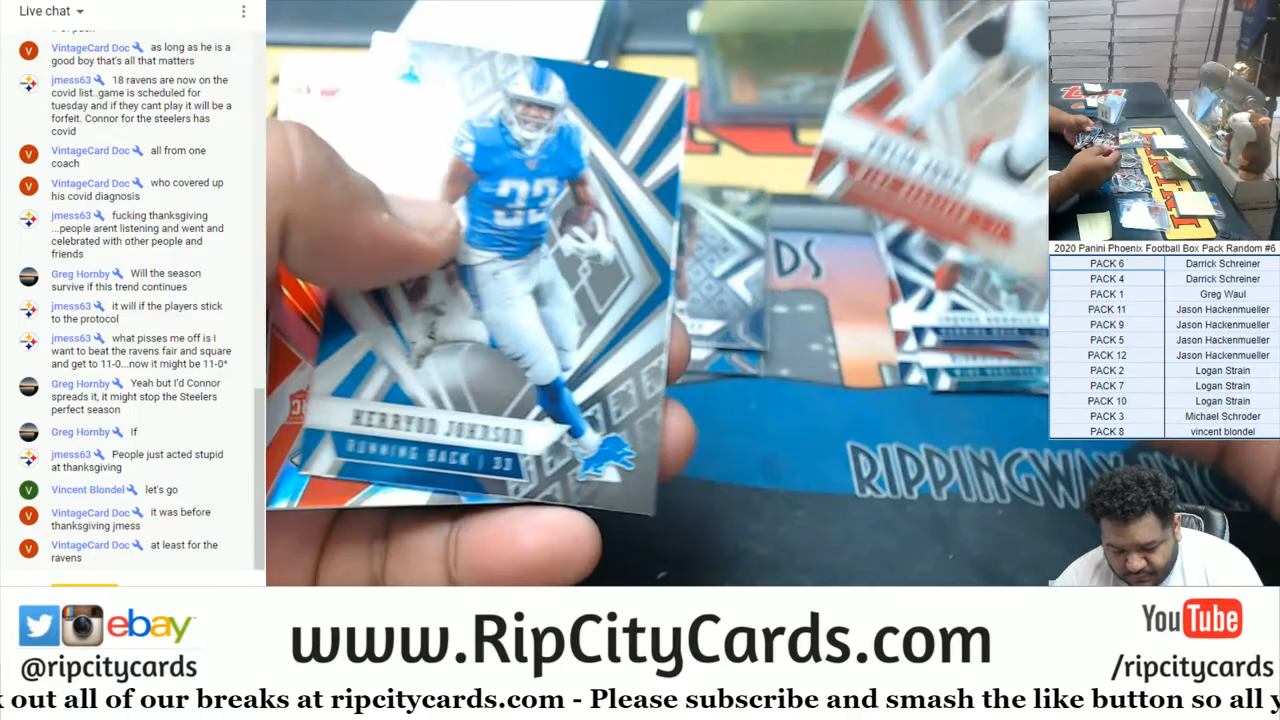 Live chat
VintageCard Doc as long as he is a
good boy that's all that matters
jmess63 18 ravens are now on the
covid list..game is scheduled for
tuesday and if they cant play it will be a
forfeit. Connor for the steelers has
covid
VintageCard Doc all from one
coach
VintageCard Doc who covered up
his covid diagnosis
jmess63 fucking thanksgiving
...people arent listening and went and
celebrated with other people and
friends
Greg Hornby Will the season
survive if this trend continues
jmess63 it will if the players stick
to the protocol
jmess63 what pisses me off is I
want to beat the ravens fair and square
and get to 11-0...now it might be 11-0*
Greg Hornby Yeah but I'd Connor
spreads it, it might stop the Steelers
perfect season
Greg Hornby If
jmess63 People just acted stupid
at thanksgiving
Vincent Blondel let's go
VintageCard Doc it was before
thanksgiving jmess
VintageCard Doc at least for the
ravens
KERRYON JOHNSON
RUNNING BACK | 33
33
RDS
RIPPINGWAX INC
2020 Panini Phoenix Football Box Pack Random #6
PACK 6 Darrick Schreiner
PACK 4 Darrick Schreiner
PACK 1 Greg Waul
PACK 11 Jason Hackenmueller
PACK 9 Jason Hackenmueller
PACK 5 Jason Hackenmueller
PACK 12 Jason Hackenmueller
PACK 2 Logan Strain
PACK 7 Logan Strain
PACK 10 Logan Strain
PACK 3 Michael Schroder
PACK 8 vincent blondel
ebay
@ripcitycards
www.RipCityCards.com
YouTube
/ripcitycards
out all of our breaks at ripcitycards.com - Please subscribe and smash the like button so all